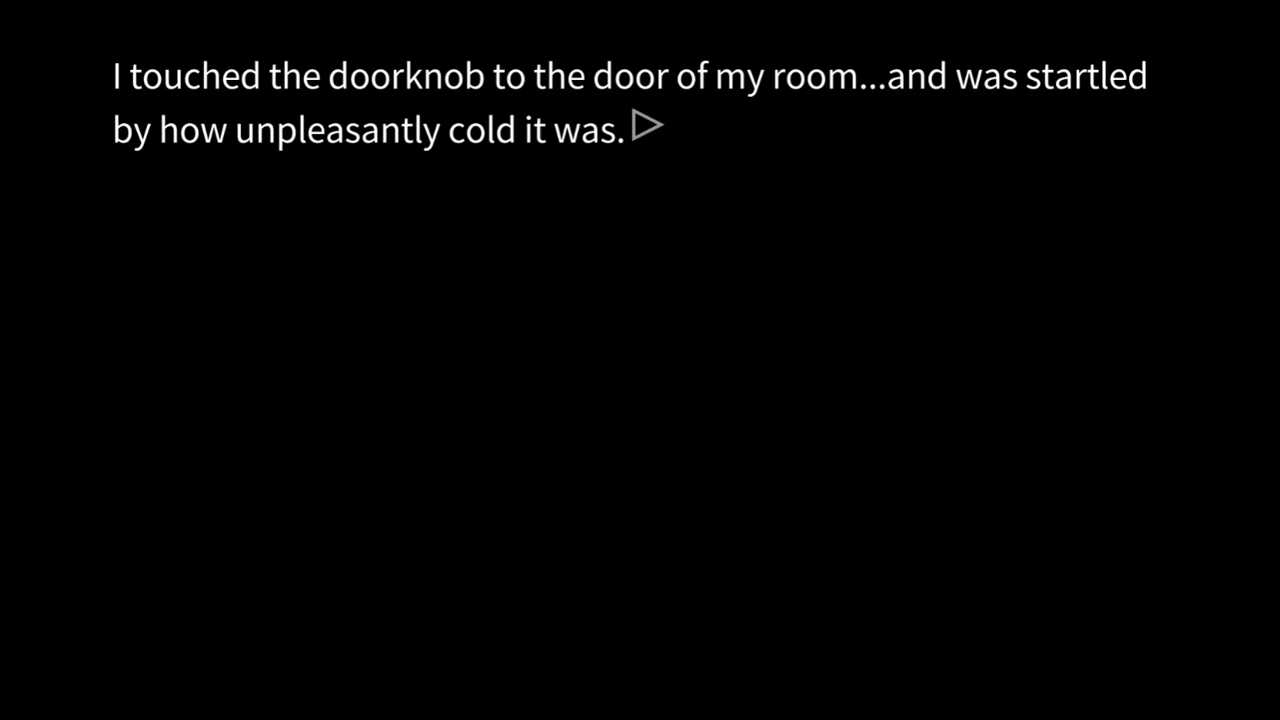 I touched the doorknob to the door of my room...and was startled
by how unpleasantly cold it was.